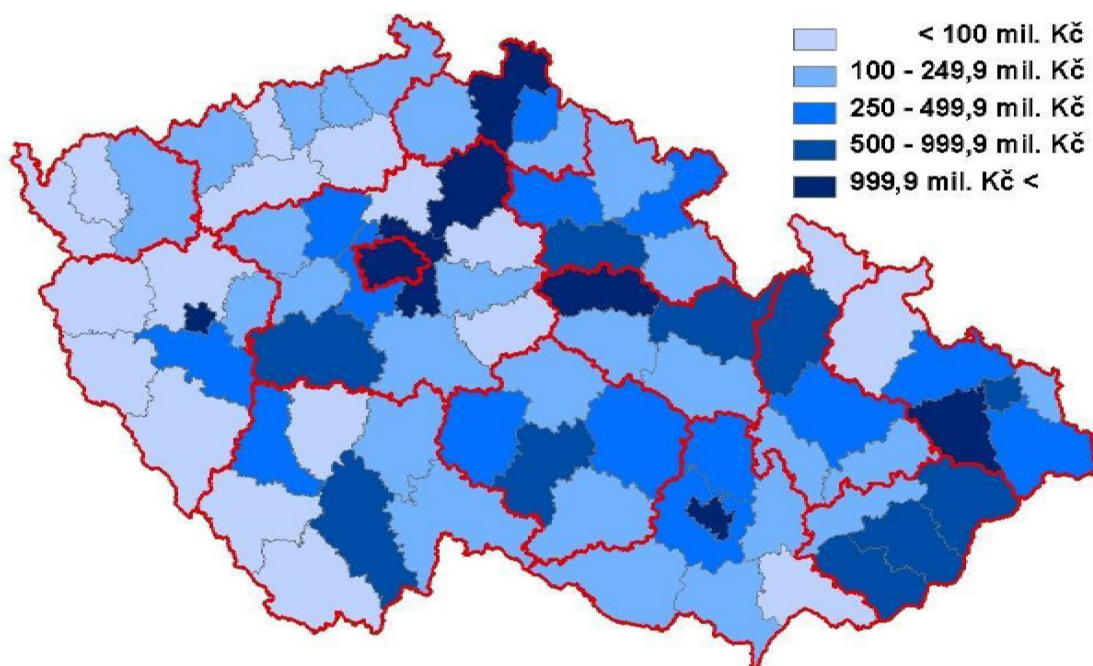 < 100 mil. Kč
100 - 249,9 mil. Kč
250 - 499,9 mil. Kč
500 - 999,9 mil. Kč
999,9 mil. Kč <